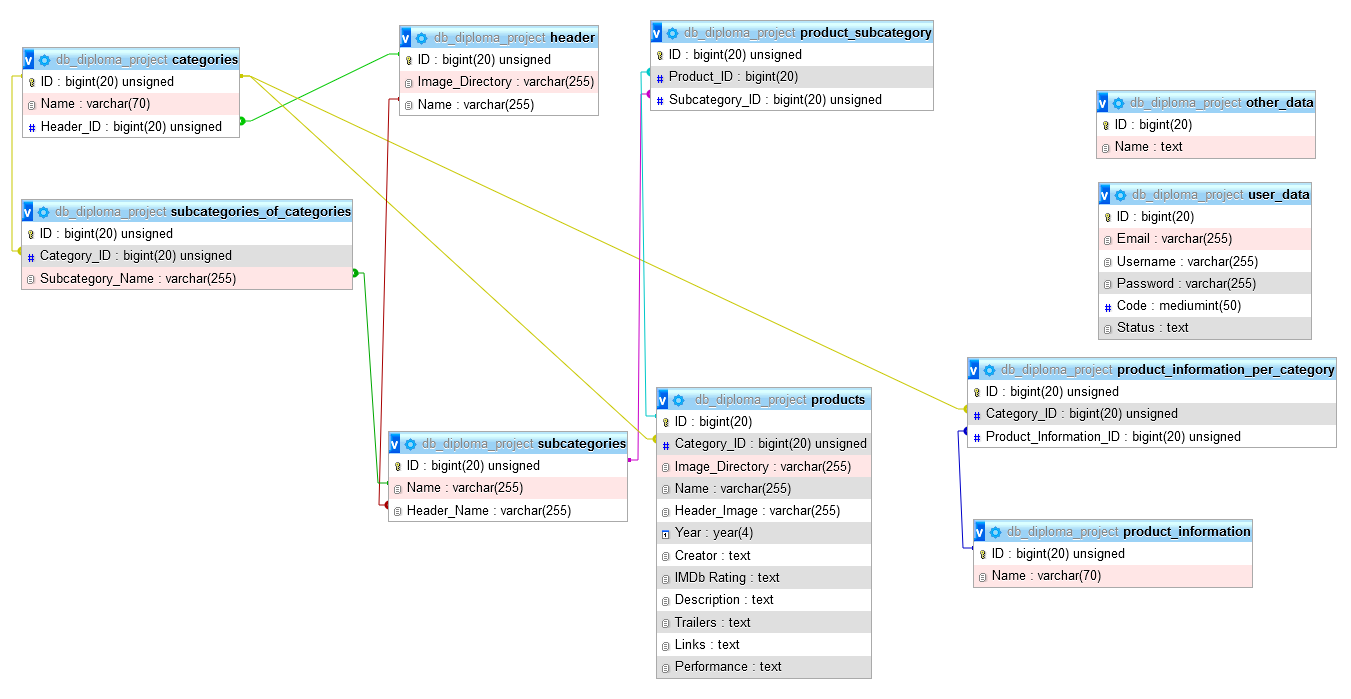 v db_diploma_project categories
ID : bigint(20) unsigned
Name : varchar(70)
# Header_ID : bigint(20) unsigned
v db_diploma_project header
ID : bigint(20) unsigned
Image_Directory : varchar(255)
Name : varchar(255)
v db_diploma_project product_subcategory
ID : bigint(20) unsigned
# Product_ID : bigint(20)
# Subcategory_ID : bigint(20) unsigned
v db_diploma_project other_data
ID : bigint(20)
Name : text
v db_diploma_project user_data
ID : bigint(20)
Email : varchar(255)
Username : varchar(255)
Password : varchar(255)
# Code : mediumint(50)
Status : text
v db_diploma_project subcategories_of_categories
ID : bigint(20) unsigned
# Category_ID : bigint(20) unsigned
Subcategory_Name : varchar(255)
v db_diploma_project subcategories
ID : bigint(20) unsigned
Name : varchar(255)
Header_Name : varchar(255)
v db_diploma_project products
ID : bigint(20)
# Category_ID : bigint(20) unsigned
Image_Directory : varchar(255)
Name : varchar(255)
Header_Image : varchar(255)
Year : year(4)
Creator : text
IMDb Rating : text
Description : text
Trailers : text
Links : text
Performance : text
v db_diploma_project product_information_per_category
ID : bigint(20) unsigned
# Category_ID : bigint(20) unsigned
# Product_Information_ID : bigint(20) unsigned
v db_diploma_project product_information
ID : bigint(20) unsigned
Name : varchar(70)